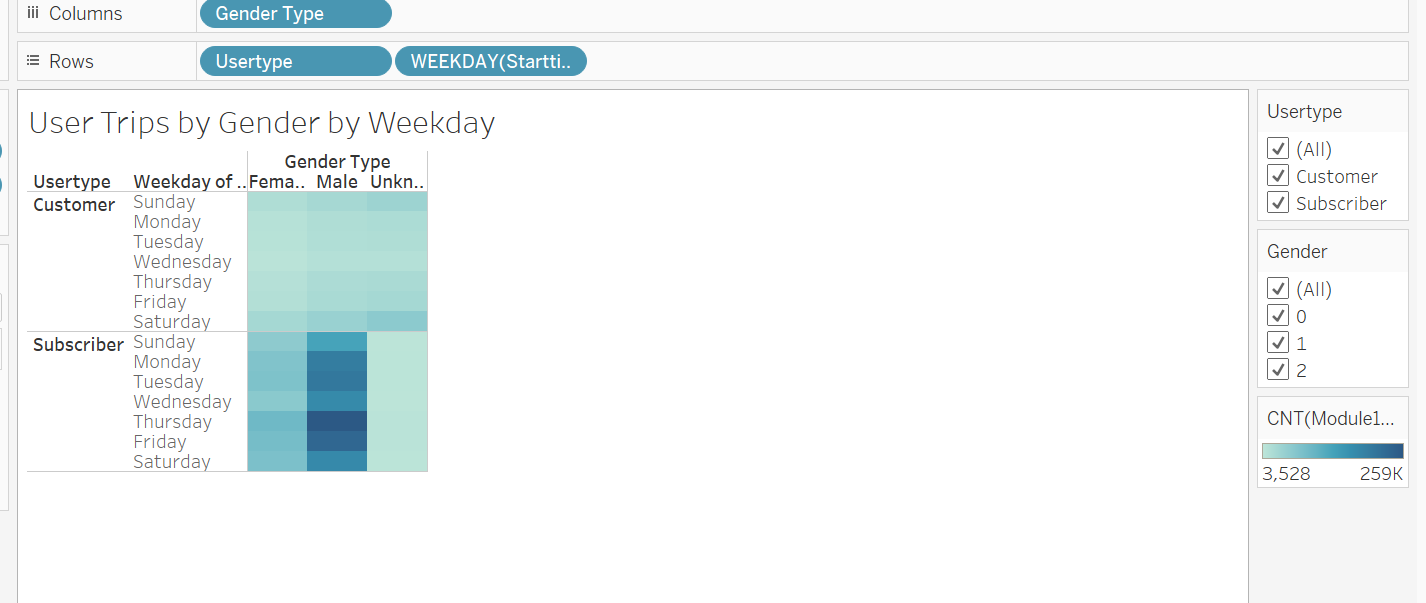 Columns Gender Type
Rows Usertype WEEKDAY(Startti..
User Trips by Gender by Weekday
Gender Type
Usertype Weekday of .. Fema.. Male Unkn..
Customer Sunday
Monday
Tuesday
Wednesday
Thursday
Friday
Saturday
Subscriber Sunday
Monday
Tuesday
Wednesday
Thursday
Friday
Saturday
Usertype
(All)
Customer
Subscriber
Gender
(All)
0
1
2
CNT(Module1...
3,528 259K